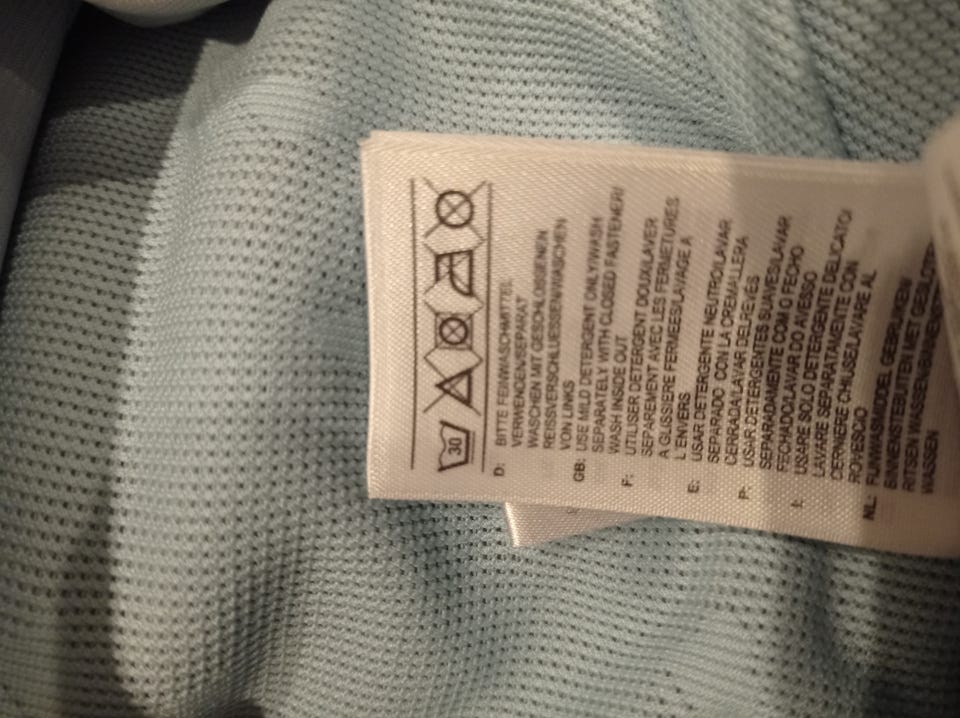 30
D: BITTE FEINWASCHMITTEL
VERWENDEN/SEPARAT
WASCHEN MIT GESCHLOSSENEN
REISSVERSCHLUSS/EN/WASCHEN
VON LINKS
GB: USE MILD DETERGENT ONLY/WASH
SEPARATELY WITH CLOSED FASTENER/
WASH INSIDE OUT
F: UTILISER DETERGENT DOUX/LAVER
SEPAREMENT AVEC LES FERMETURES
A GLISSIERE FERMEES/LAVAGE A
L'ENVERS
E: USAR DETERGENTE NEUTRO/LAVAR
SEPARADO CON LA CREMALLERA
CERRADA/LAVAR DEL REVÉS
P: USAR DETERGENTES SUAVES/LAVAR
SEPARADAMENTE COM O FECHO
FECHADO/LAVAR DO AVESSO
I: USARE SOLO DETERGENTE DELICATO/
LAVARE SEPARATAMENTE CON
CERNIERE CHIUSE/LAVARE AL
ROVESCIO
NL: FIJNWASMIDDEL GEBRUIKEN/
BINNENSTEBUITEN MET
RITSEN WASSEN
WASSEN